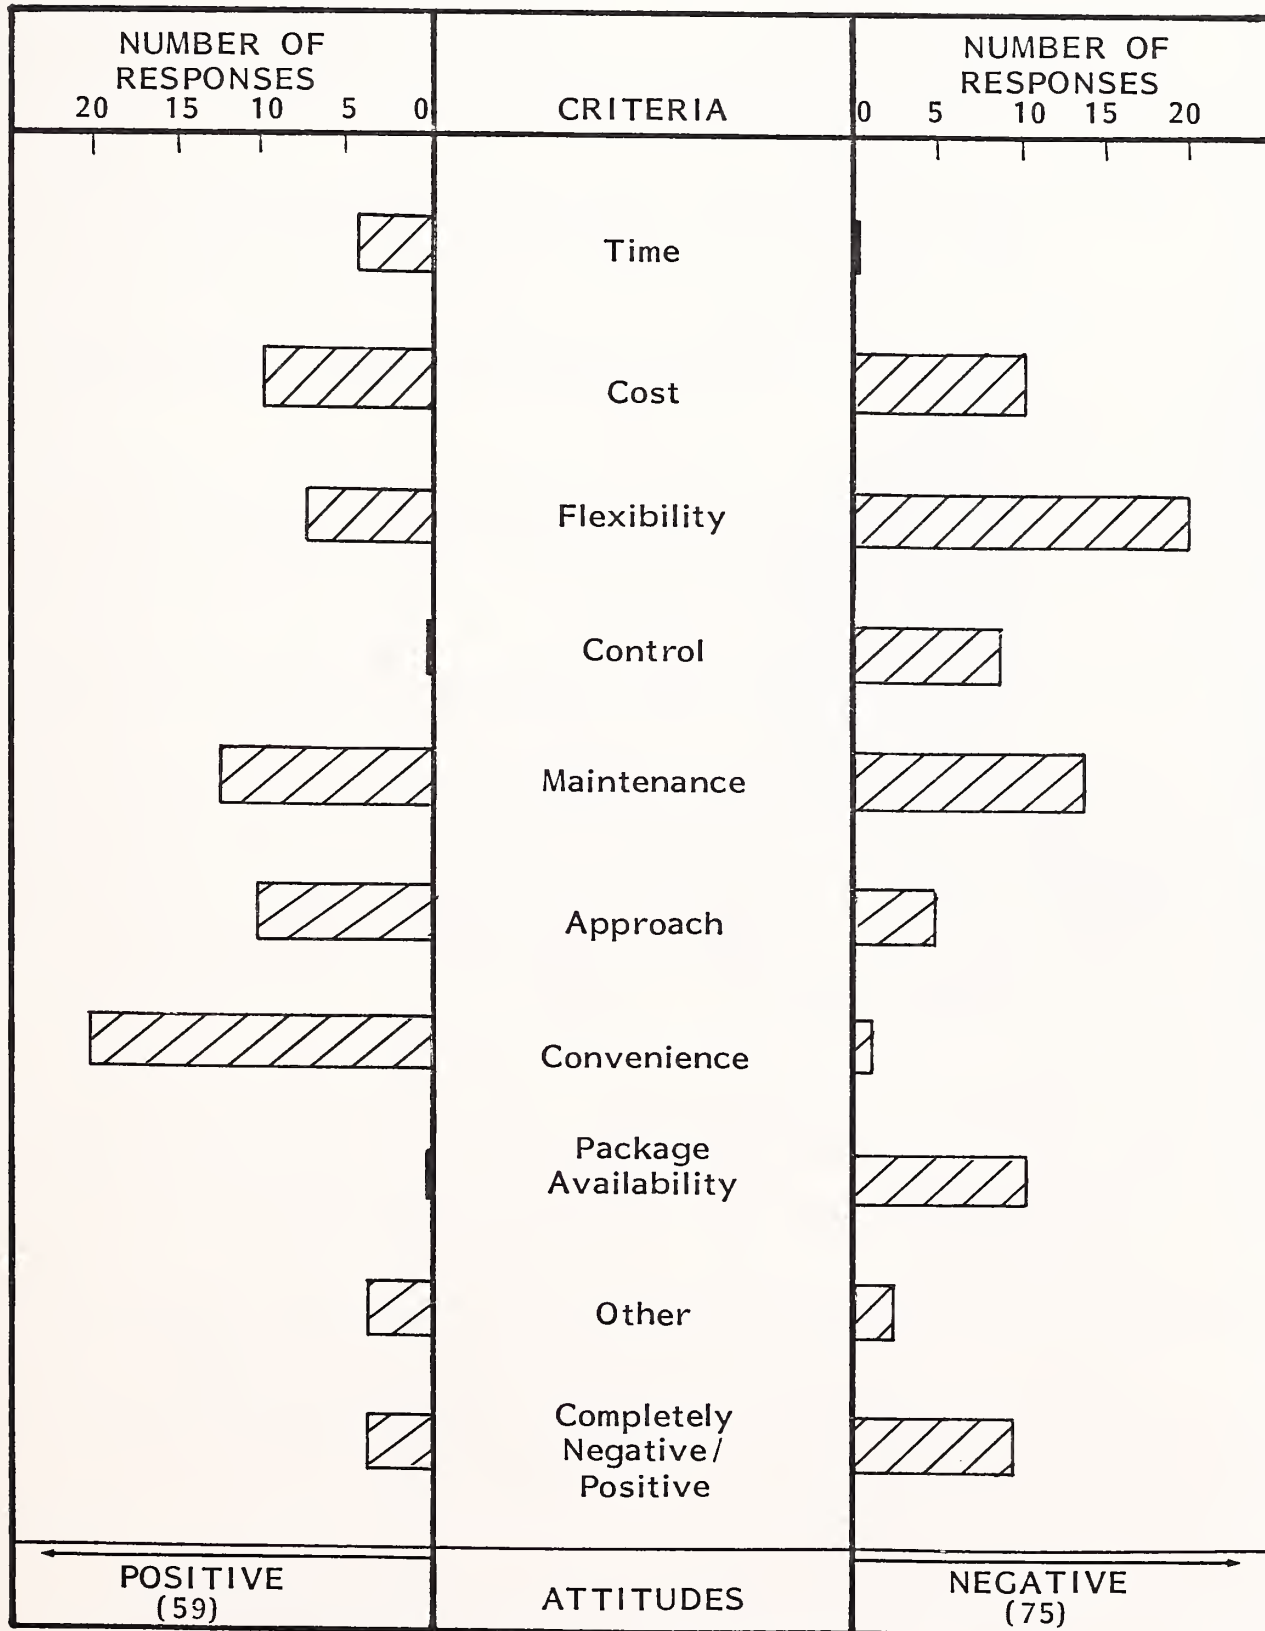 NUMBER OF
RESPONSES
20 15 10 5 0
CRITERIA
NUMBER OF
RESPONSES
0 5 10 15 20
Time
Cost
Flexibility
Control
Maintenance
Approach
Convenience
Package
Availability
Other
Completely
Negative/
Positive
POSITIVE
(59)
ATTITUDES
NEGATIVE
(75)